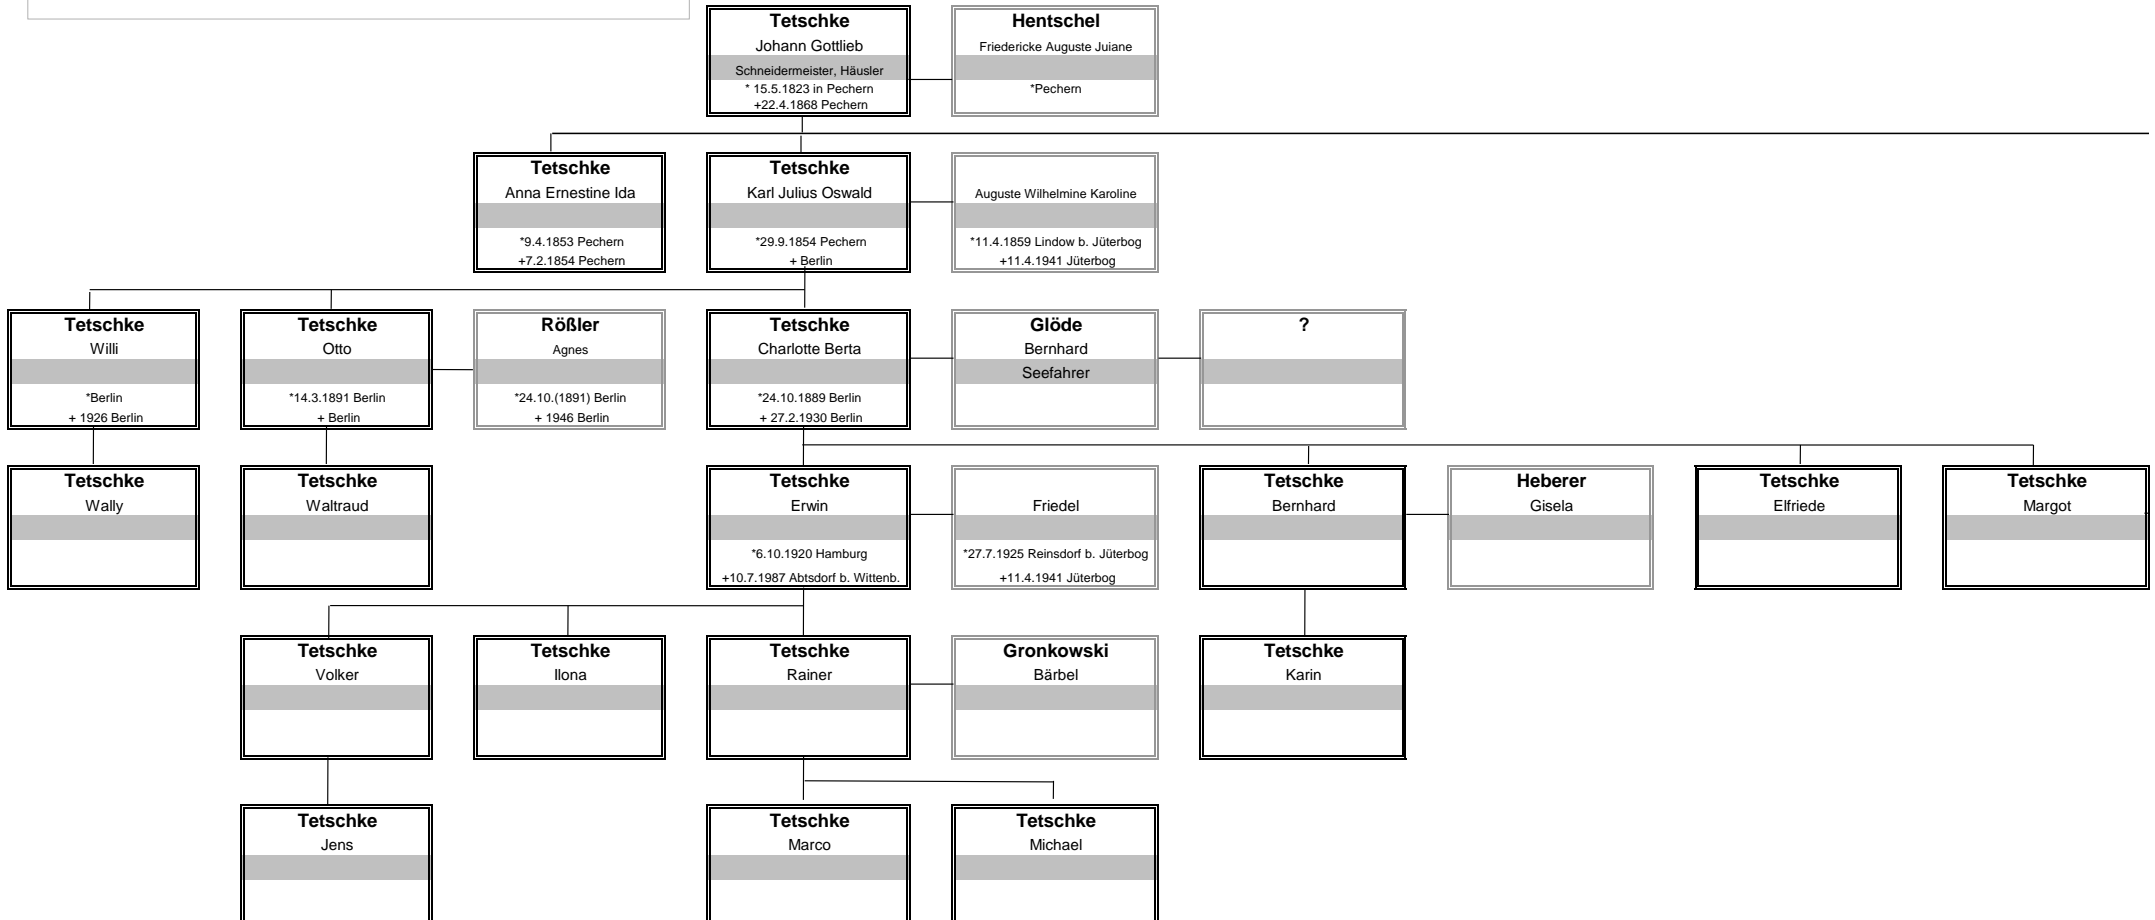 Tetschke
Johann Gottlieb
Schneidermeister, Häusler
* 15.5.1823 in Pechern
+22.4.1868 Pechern
Hentschel
Friedericke Auguste Juiane
*Pechern
Tetschke
Anna Ernestine Ida
*9.4.1853 Pechern
+7.2.1854 Pechern
Tetschke
Karl Julius Oswald
*29.9.1854 Pechern
+ Berlin
Auguste Wilhelmine Karoline
*11.4.1859 Lindow b. Jüterbog
+11.4.1941 Jüterbog
Tetschke
Willi
*Berlin
+ 1926 Berlin
Tetschke
Otto
*14.3.1891 Berlin
+ Berlin
Rößler
Agnes
*24.10.(1891) Berlin
+ 1946 Berlin
Tetschke
Charlotte Berta
*24.10.1889 Berlin
+ 27.2.1930 Berlin
Glöde
Bernhard
Seefahrer
?
Tetschke
Wally
Tetschke
Waltraud
Tetschke
Erwin
*6.10.1920 Hamburg
+10.7.1987 Abtsdorf b. Wittenb.
Friedel
*27.7.1925 Reinsdorf b. Jüterbog
+11.4.1941 Jüterbog
Tetschke
Bernhard
Heberer
Gisela
Tetschke
Elfriede
Tetschke
Margot
Tetschke
Volker
Tetschke
Ilona
Tetschke
Rainer
Gronkowski
Bärbel
Tetschke
Karin
Tetschke
Jens
Tetschke
Marco
Tetschke
Michael